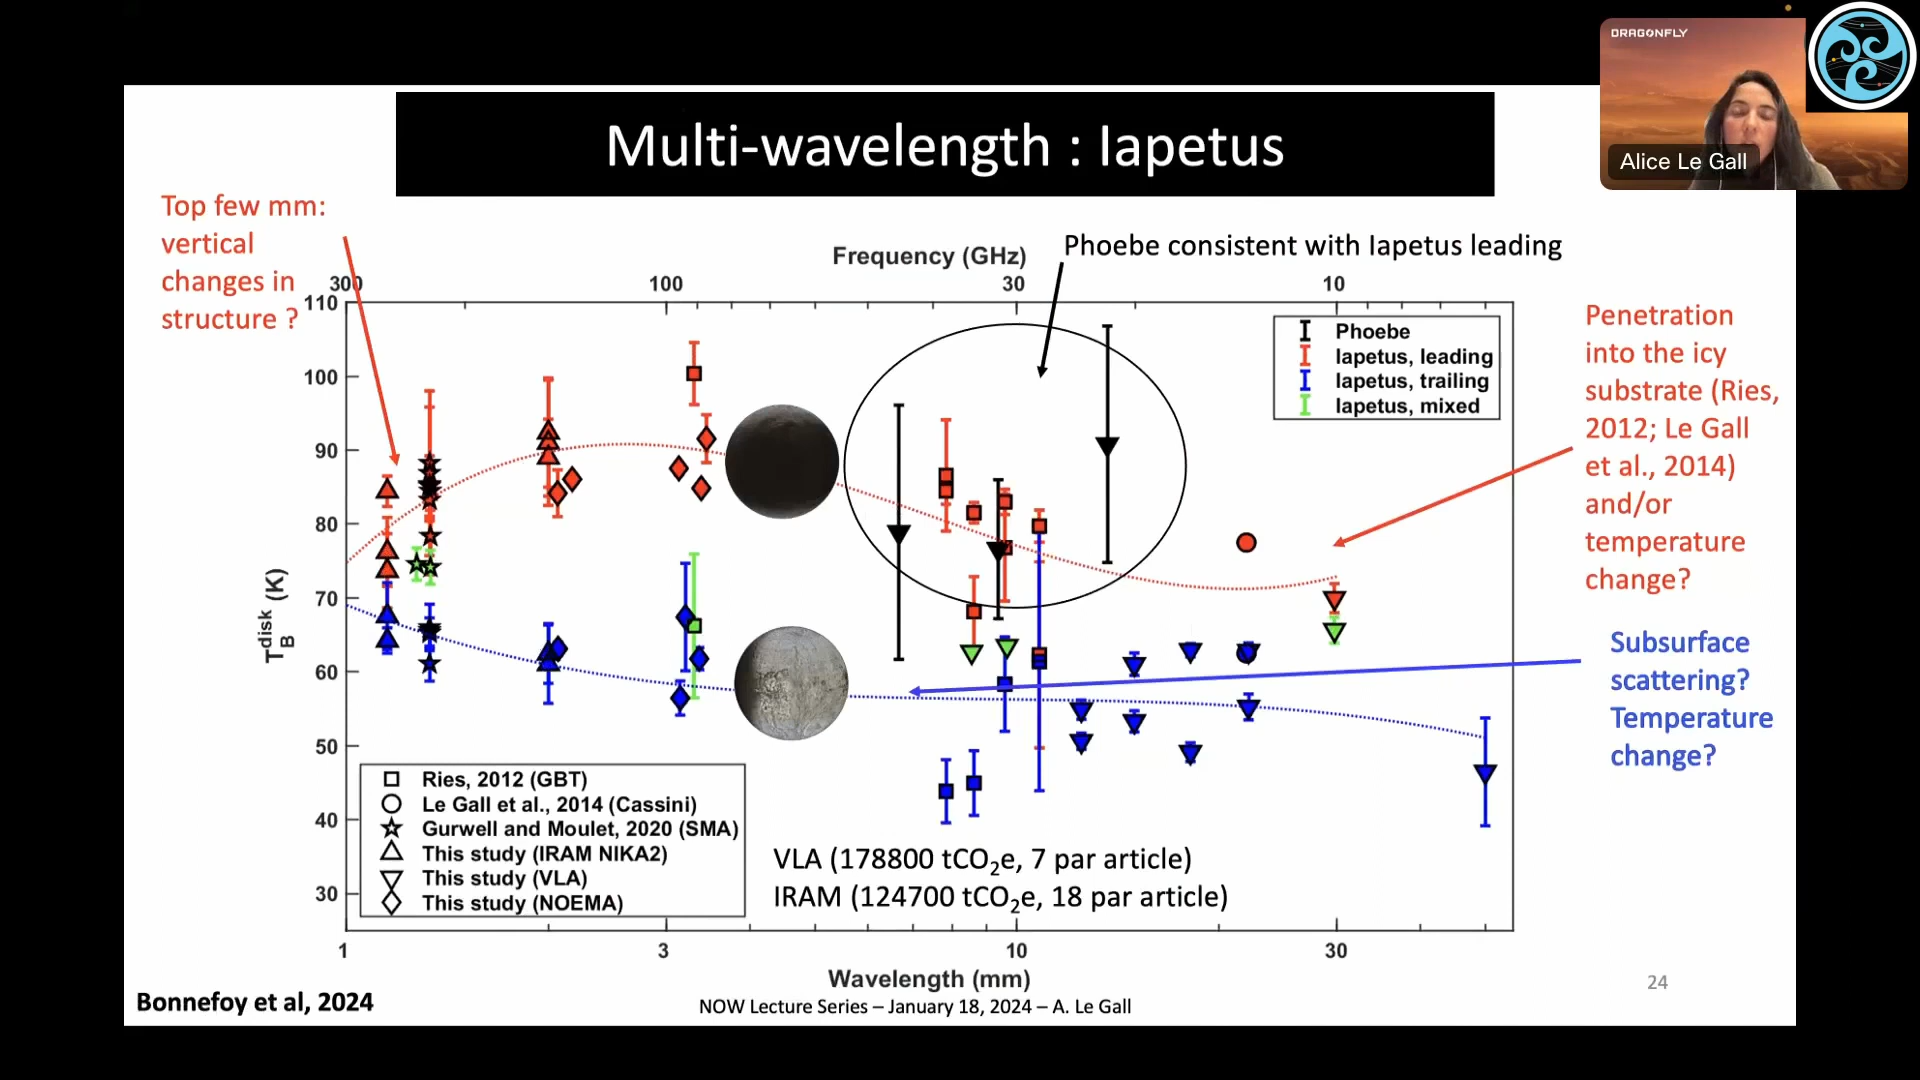 DRAGONFLY
Alice Le Gall
Multi-wavelength : Iapetus
Top few mm:
vertical
changes in
structure ?
Phoebe consistent with Iapetus leading
Frequency (GHz)
300
100
30
10
110
100
90
80
70
60
50
40
30
T_B^disk (K)
Phoebe
Iapetus, leading
Iapetus, trailing
Iapetus, mixed
Penetration
into the icy
substrate (Ries,
2012; Le Gall
et al., 2014)
and/or
temperature
change?
Subsurface
scattering?
Temperature
change?
Ries, 2012 (GBT)
Le Gall et al., 2014 (Cassini)
Gurwell and Moulet, 2020 (SMA)
This study (IRAM NIKA2)
This study (VLA)
This study (NOEMA)
VLA (178800 tCO₂e, 7 par article)
IRAM (124700 tCO₂e, 18 par article)
1
3
10
30
Wavelength (mm)
24
Bonnefoy et al, 2024
NOW Lecture Series – January 18, 2024 – A. Le Gall